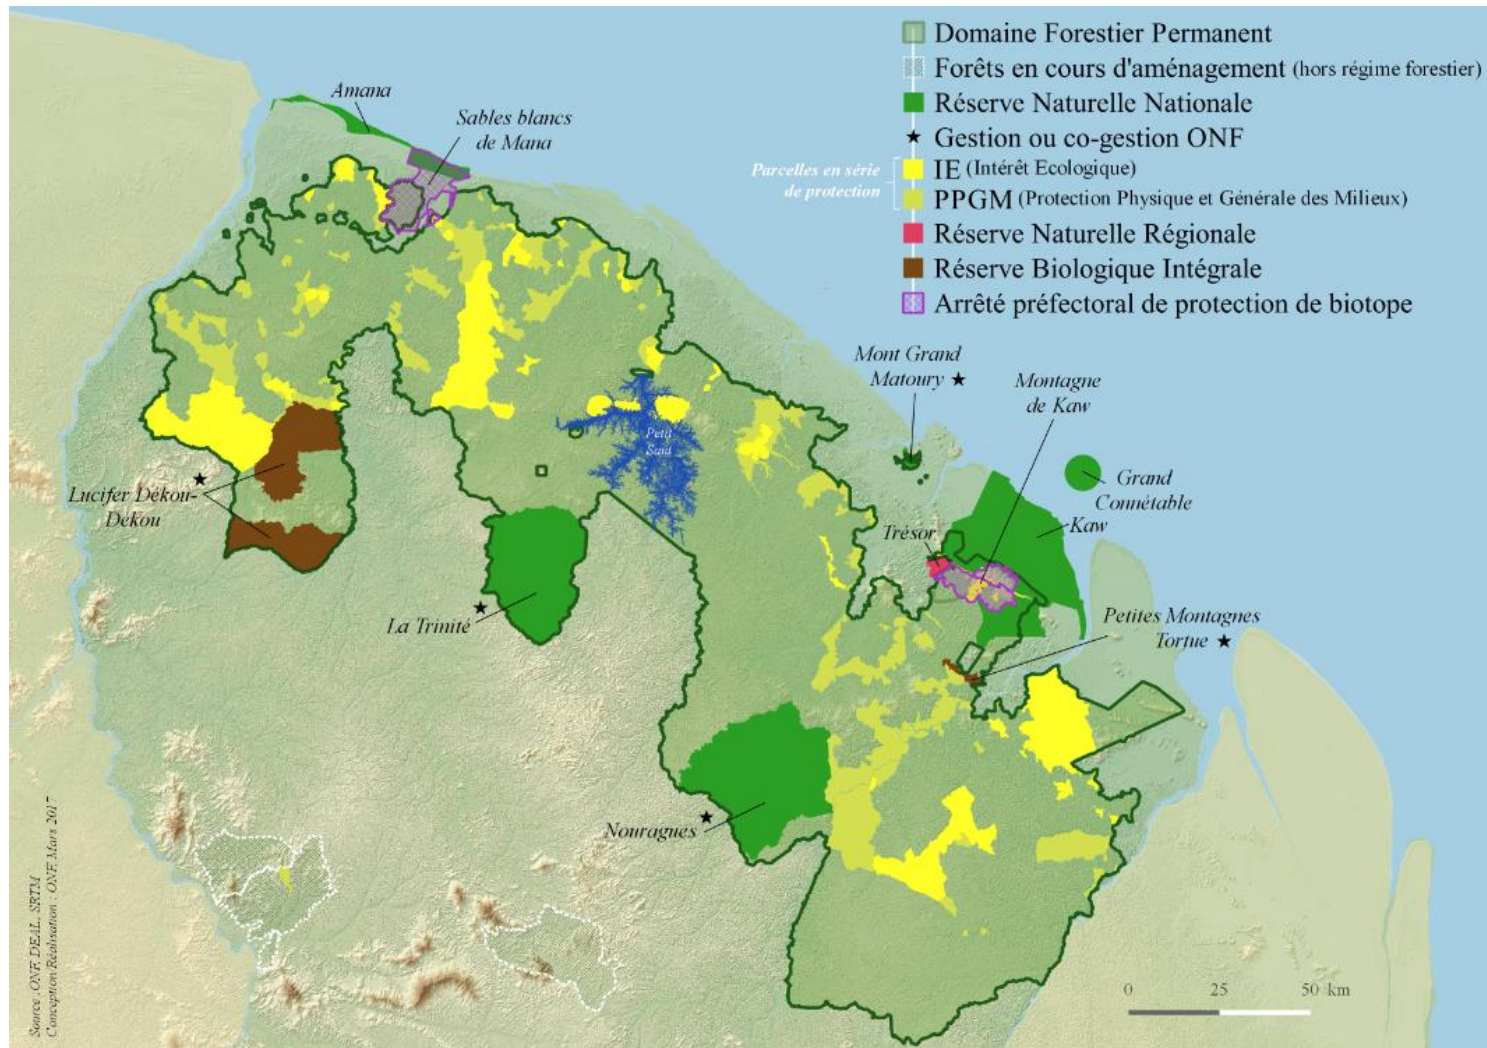 Domaine Forestier Permanent
Forêts en cours d'aménagement (hors régime forestier)
Réserve Naturelle Nationale
★ Gestion ou co-gestion ONF
Parcelles en série
de protection
IE (Intérêt Ecologique)
PPGM (Protection Physique et Générale des Milieux)
Réserve Naturelle Régionale
Réserve Biologique Intégrale
Arrêté préfectoral de protection de biotope
Amana
Sables blancs
de Mana
Mont Grand
Matoury ★
Montagne
de Kaw
Petit
Saut
Grand
Connétable
Lucifer Dékou-
Dékou
Kaw
Trésor
La Trinité
Petites Montagnes
Tortue ★
Nouragues
Source : ONF, DEAL, SRTM
Conception Réalisation : ONF, Mars 2017
0 25 50 km